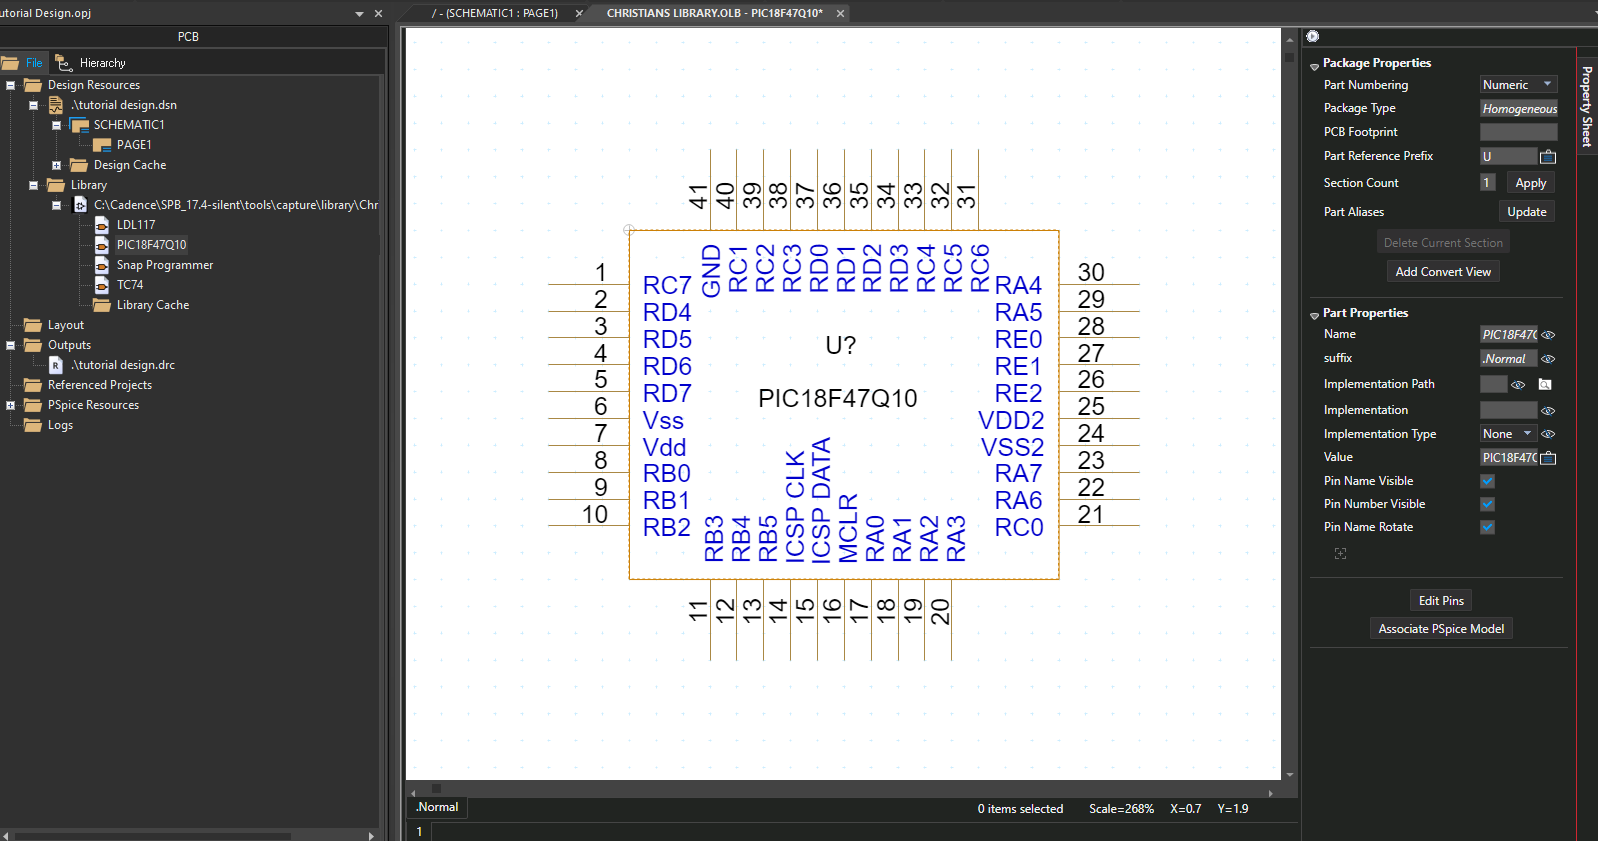 utorial Design.opj
/ - (SCHEMATIC1 : PAGE1)
CHRISTIANS LIBRARY.OLB - PIC18F47Q10*
PCB
File
Hierarchy
Design Resources
.\tutorial design.dsn
SCHEMATIC1
PAGE1
Design Cache
Library
C:\Cadence\SPB_17.4-silent\tools\capture\library\Chr
LDL117
PIC18F47Q10
Snap Programmer
TC74
Library Cache
Layout
Outputs
.\tutorial design.drc
Referenced Projects
PSpice Resources
Logs
41 40 39 38 37 36 35 34 33 32 31
GND RC1 RC2 RC3 RD0 RD1 RD2 RD3 RC4 RC5 RC6
1 RC7
2 RD4
3 RD5
4 RD6
5 RD7
6 Vss
7 Vdd
8 RB0
9 RB1
10 RB2
U?
PIC18F47Q10
RA4 30
RA5 29
RE0 28
RE1 27
RE2 26
VDD2 25
VSS2 24
RA7 23
RA6 22
RC0 21
RB3 RB4 RB5 ICSP CLK ICSP DATA MCLR RA0 RA1 RA2 RA3
11 12 13 14 15 16 17 18 19 20
.Normal
0 items selected Scale=268% X=0.7 Y=1.9
1
Package Properties
Part Numbering Numeric
Package Type Homogeneous
PCB Footprint
Part Reference Prefix U
Section Count 1 Apply
Part Aliases Update
Delete Current Section
Add Convert View
Part Properties
Name PIC18F47
suffix .Normal
Implementation Path
Implementation
Implementation Type None
Value PIC18F47
Pin Name Visible
Pin Number Visible
Pin Name Rotate
Edit Pins
Associate PSpice Model
Property Sheet